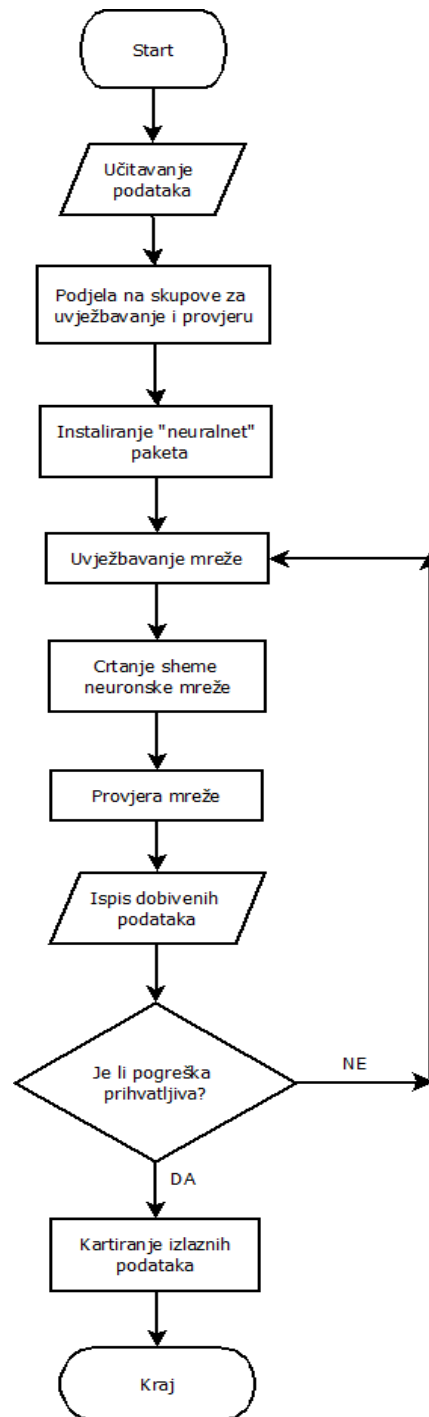 Start
Učitavanje
podataka
Podjela na skupove za
uvježbavanje i provjeru
Instaliranje "neuralnet"
paketa
Uvježbavanje mreže
Crtanje sheme
neuronske mreže
Provjera mreže
Ispis dobivenih
podataka
Je li pogreška
prihvatljiva?
NE
DA
Kartiranje izlaznih
podataka
Kraj